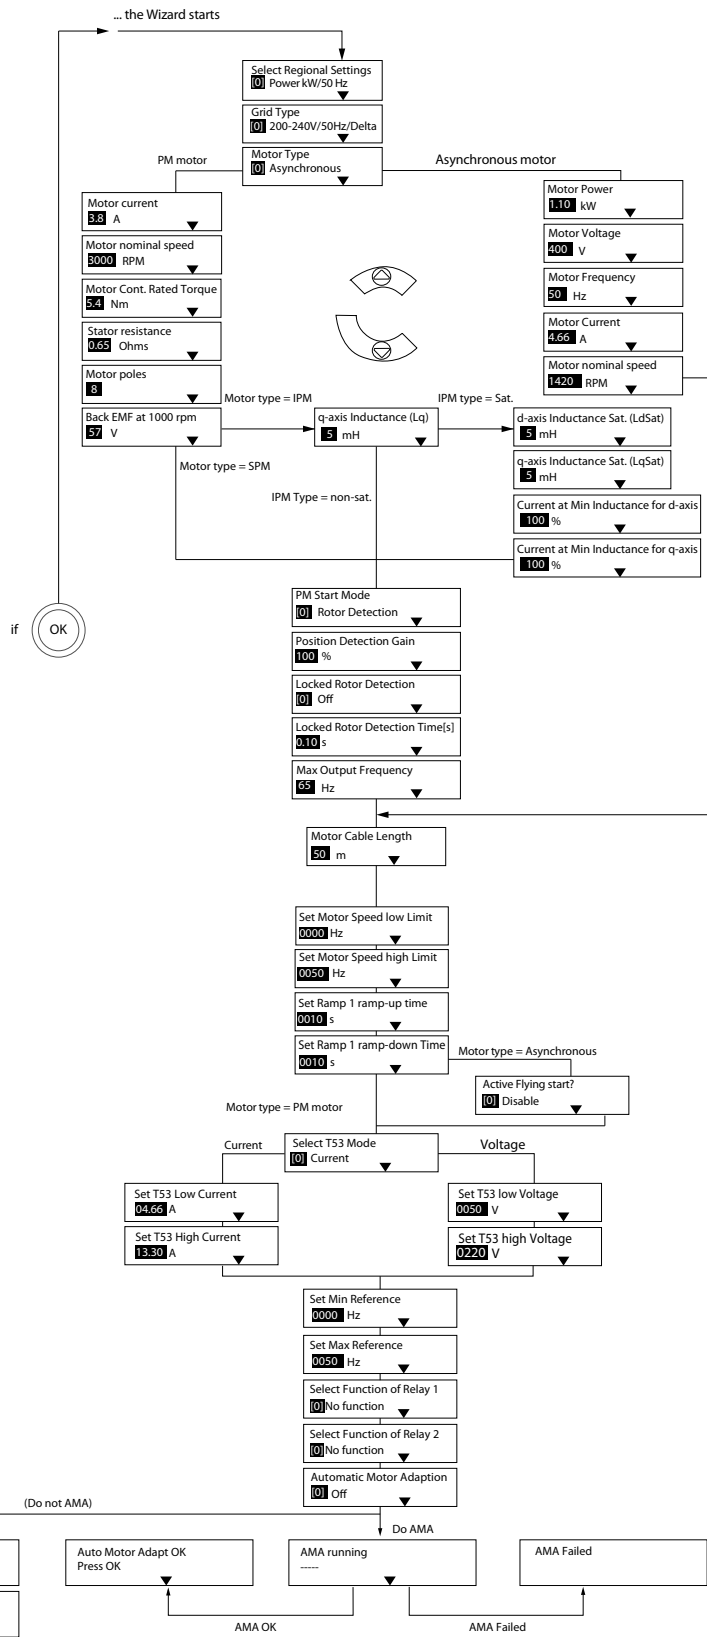 ... the Wizard starts
Select Regional Settings
[0] Power kW/50 Hz
Grid Type
[0] 200-240V/50Hz/Delta
Motor Type
[0] Asynchronous
PM motor
Asynchronous motor
Motor current
3.8 A
Motor nominal speed
3000 RPM
Motor Cont. Rated Torque
5.4 Nm
Stator resistance
0.65 Ohms
Motor poles
8
Back EMF at 1000 rpm
57 V
Motor Power
1.10 kW
Motor Voltage
400 V
Motor Frequency
50 Hz
Motor Current
4.66 A
Motor nominal speed
1420 RPM
Motor type = IPM
q-axis Inductance (Lq)
5 mH
IPM type = Sat.
d-axis Inductance Sat. (LdSat)
5 mH
q-axis Inductance Sat. (LqSat)
5 mH
Current at Min Inductance for d-axis
100 %
Current at Min Inductance for q-axis
100 %
Motor type = SPM
IPM Type = non-sat.
if
OK
PM Start Mode
[0] Rotor Detection
Position Detection Gain
100 %
Locked Rotor Detection
[0] Off
Locked Rotor Detection Time[s]
0.10 s
Max Output Frequency
65 Hz
Motor Cable Length
50 m
Set Motor Speed low Limit
0000 Hz
Set Motor Speed high Limit
0050 Hz
Set Ramp 1 ramp-up time
0010 s
Set Ramp 1 ramp-down Time
0010 s
Motor type = Asynchronous
Active Flying start?
[0] Disable
Motor type = PM motor
Current
Select T53 Mode
[0] Current
Voltage
Set T53 Low Current
04.66 A
Set T53 High Current
13.30 A
Set T53 low Voltage
0050 V
Set T53 high Voltage
0220 V
Set Min Reference
0000 Hz
Set Max Reference
0050 Hz
Select Function of Relay 1
[0] No function
Select Function of Relay 2
[0] No function
Automatic Motor Adaption
[0] Off
(Do not AMA)
Do AMA
Auto Motor Adapt OK
Press OK
AMA running
-----
AMA Failed
AMA OK
AMA Failed